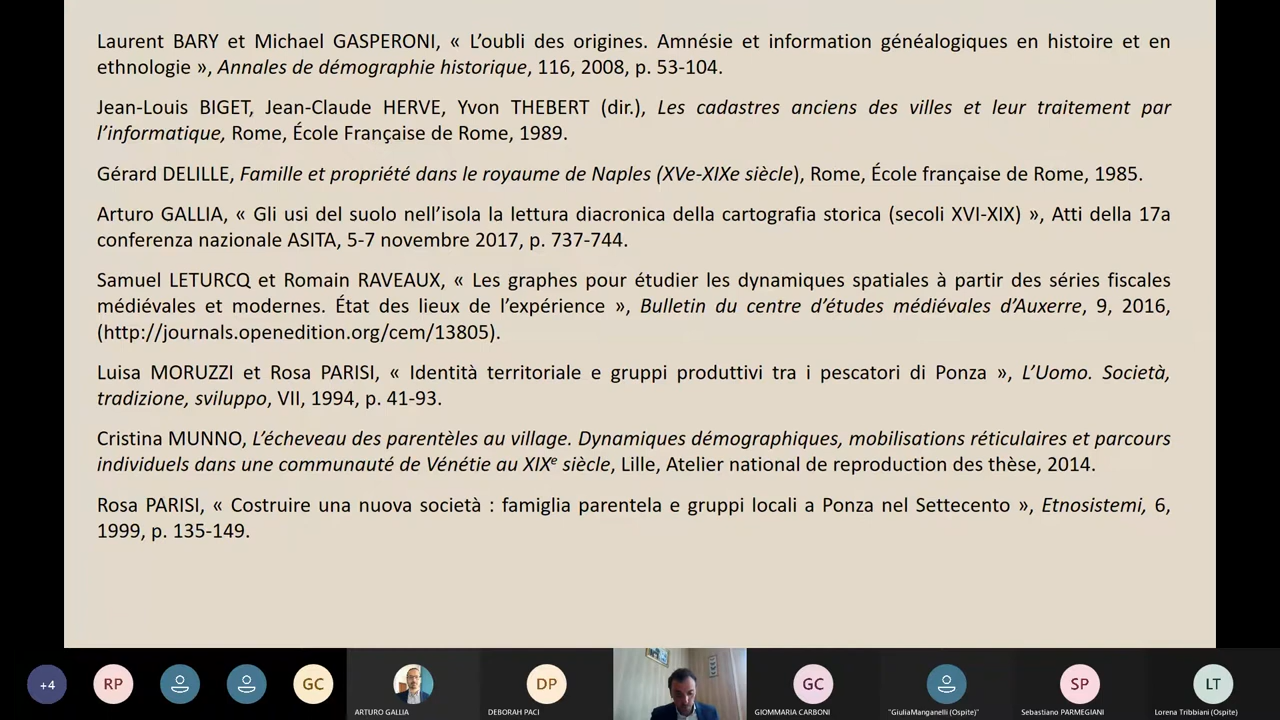 Laurent BARY et Michael GASPERONI, « L’oubli des origines. Amnésie et information généalogiques en histoire et en
ethnologie », Annales de démographie historique, 116, 2008, p. 53-104.
Jean-Louis BIGET, Jean-Claude HERVE, Yvon THEBERT (dir.), Les cadastres anciens des villes et leur traitement par
l’informatique, Rome, École Française de Rome, 1989.
Gérard DELILLE, Famille et propriété dans le royaume de Naples (XVe-XIXe siècle), Rome, École française de Rome, 1985.
Arturo GALLIA, « Gli usi del suolo nell’isola la lettura diacronica della cartografia storica (secoli XVI-XIX) », Atti della 17a
conferenza nazionale ASITA, 5-7 novembre 2017, p. 737-744.
Samuel LETURCQ et Romain RAVEAUX, « Les graphes pour étudier les dynamiques spatiales à partir des séries fiscales
médiévales et modernes. État des lieux de l’expérience », Bulletin du centre d’études médiévales d’Auxerre, 9, 2016,
(http://journals.openedition.org/cem/13805).
Luisa MORUZZI et Rosa PARISI, « Identità territoriale e gruppi produttivi tra i pescatori di Ponza », L’Uomo. Società,
tradizione, sviluppo, VII, 1994, p. 41-93.
Cristina MUNNO, L’écheveau des parentèles au village. Dynamiques démographiques, mobilisations réticulaires et parcours
individuels dans une communauté de Vénétie au XIXe siècle, Lille, Atelier national de reproduction des thèse, 2014.
Rosa PARISI, « Costruire una nuova società : famiglia parentela e gruppi locali a Ponza nel Settecento », Etnosistemi, 6,
1999, p. 135-149.
+4 RP GC DP GC SP LT
ARTURO GALLIA DEBORAH PACI GIOMMARIA CARBONI "GiuliaManganelli (Ospite)" Sebastiano PARMEGIANI Lorena Tribbiani (Ospite)